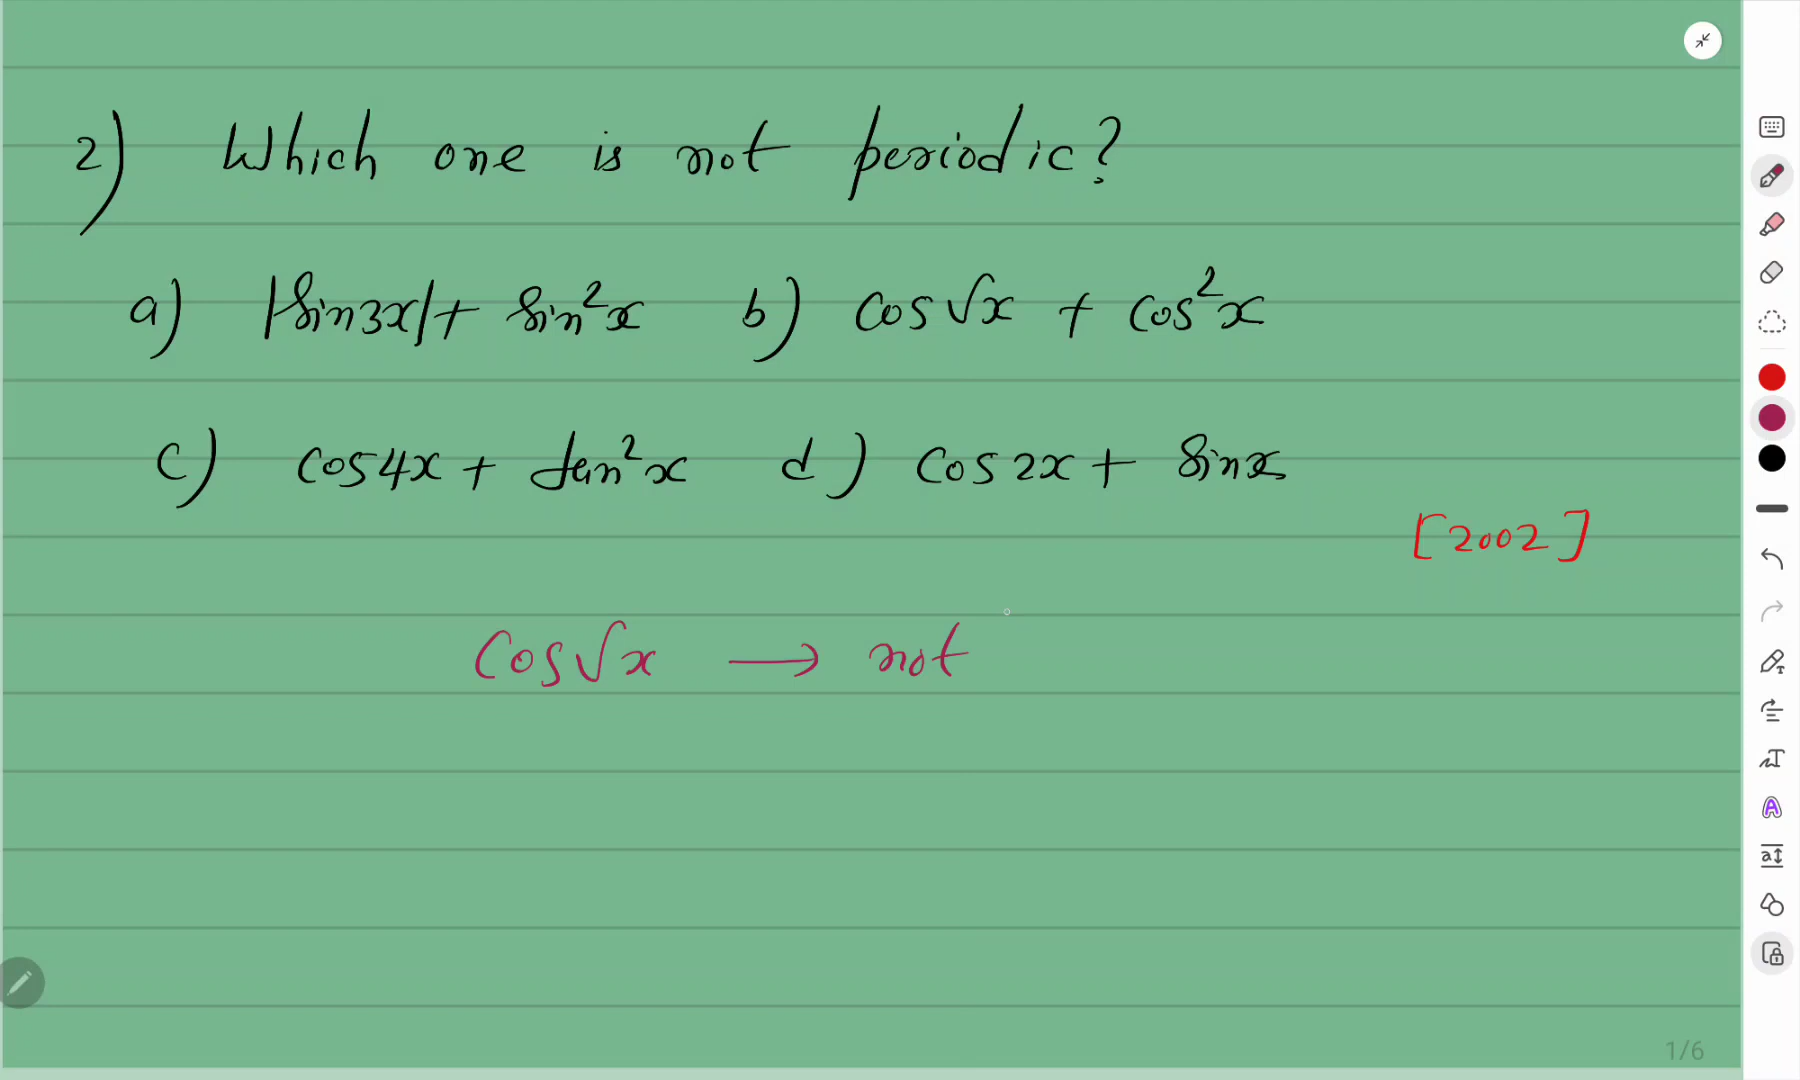 2) Which one is not periodic?
a) |sin3x| + sin²x b) cos√x + cos²x
c) cos4x + tan²x d) cos2x + sinx
[2002]
cos√x → not
1/6